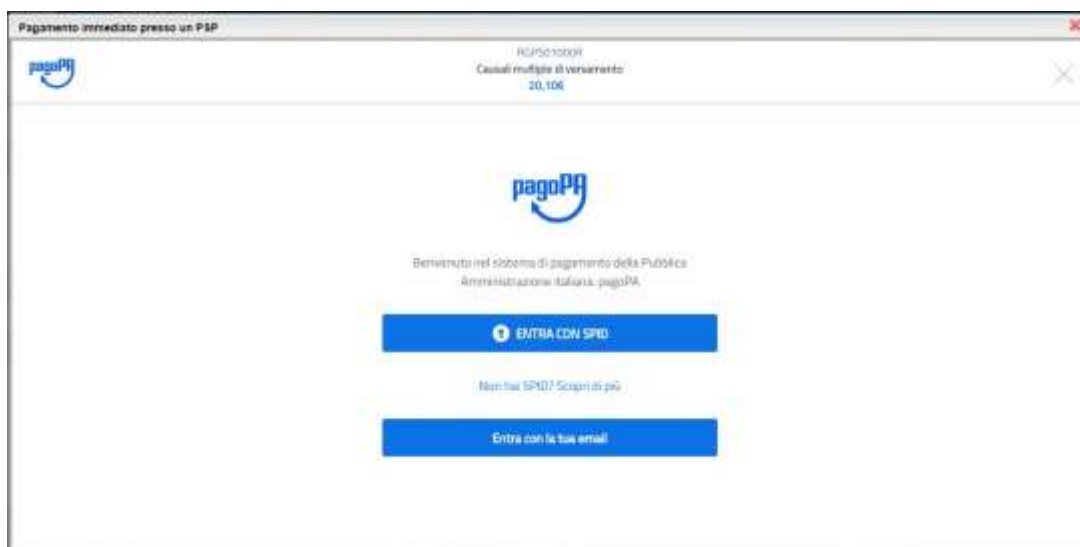 Pagamento immediato presso un PSP
pagoPA
Causali multiple di versamento
20,10€
pagoPA
Benvenuto nel sistema di pagamento della Pubblica
Amministrazione italiana: pagoPA
ENTRA CON SPID
Non hai SPID? Scopri di più
Entra con la tua email